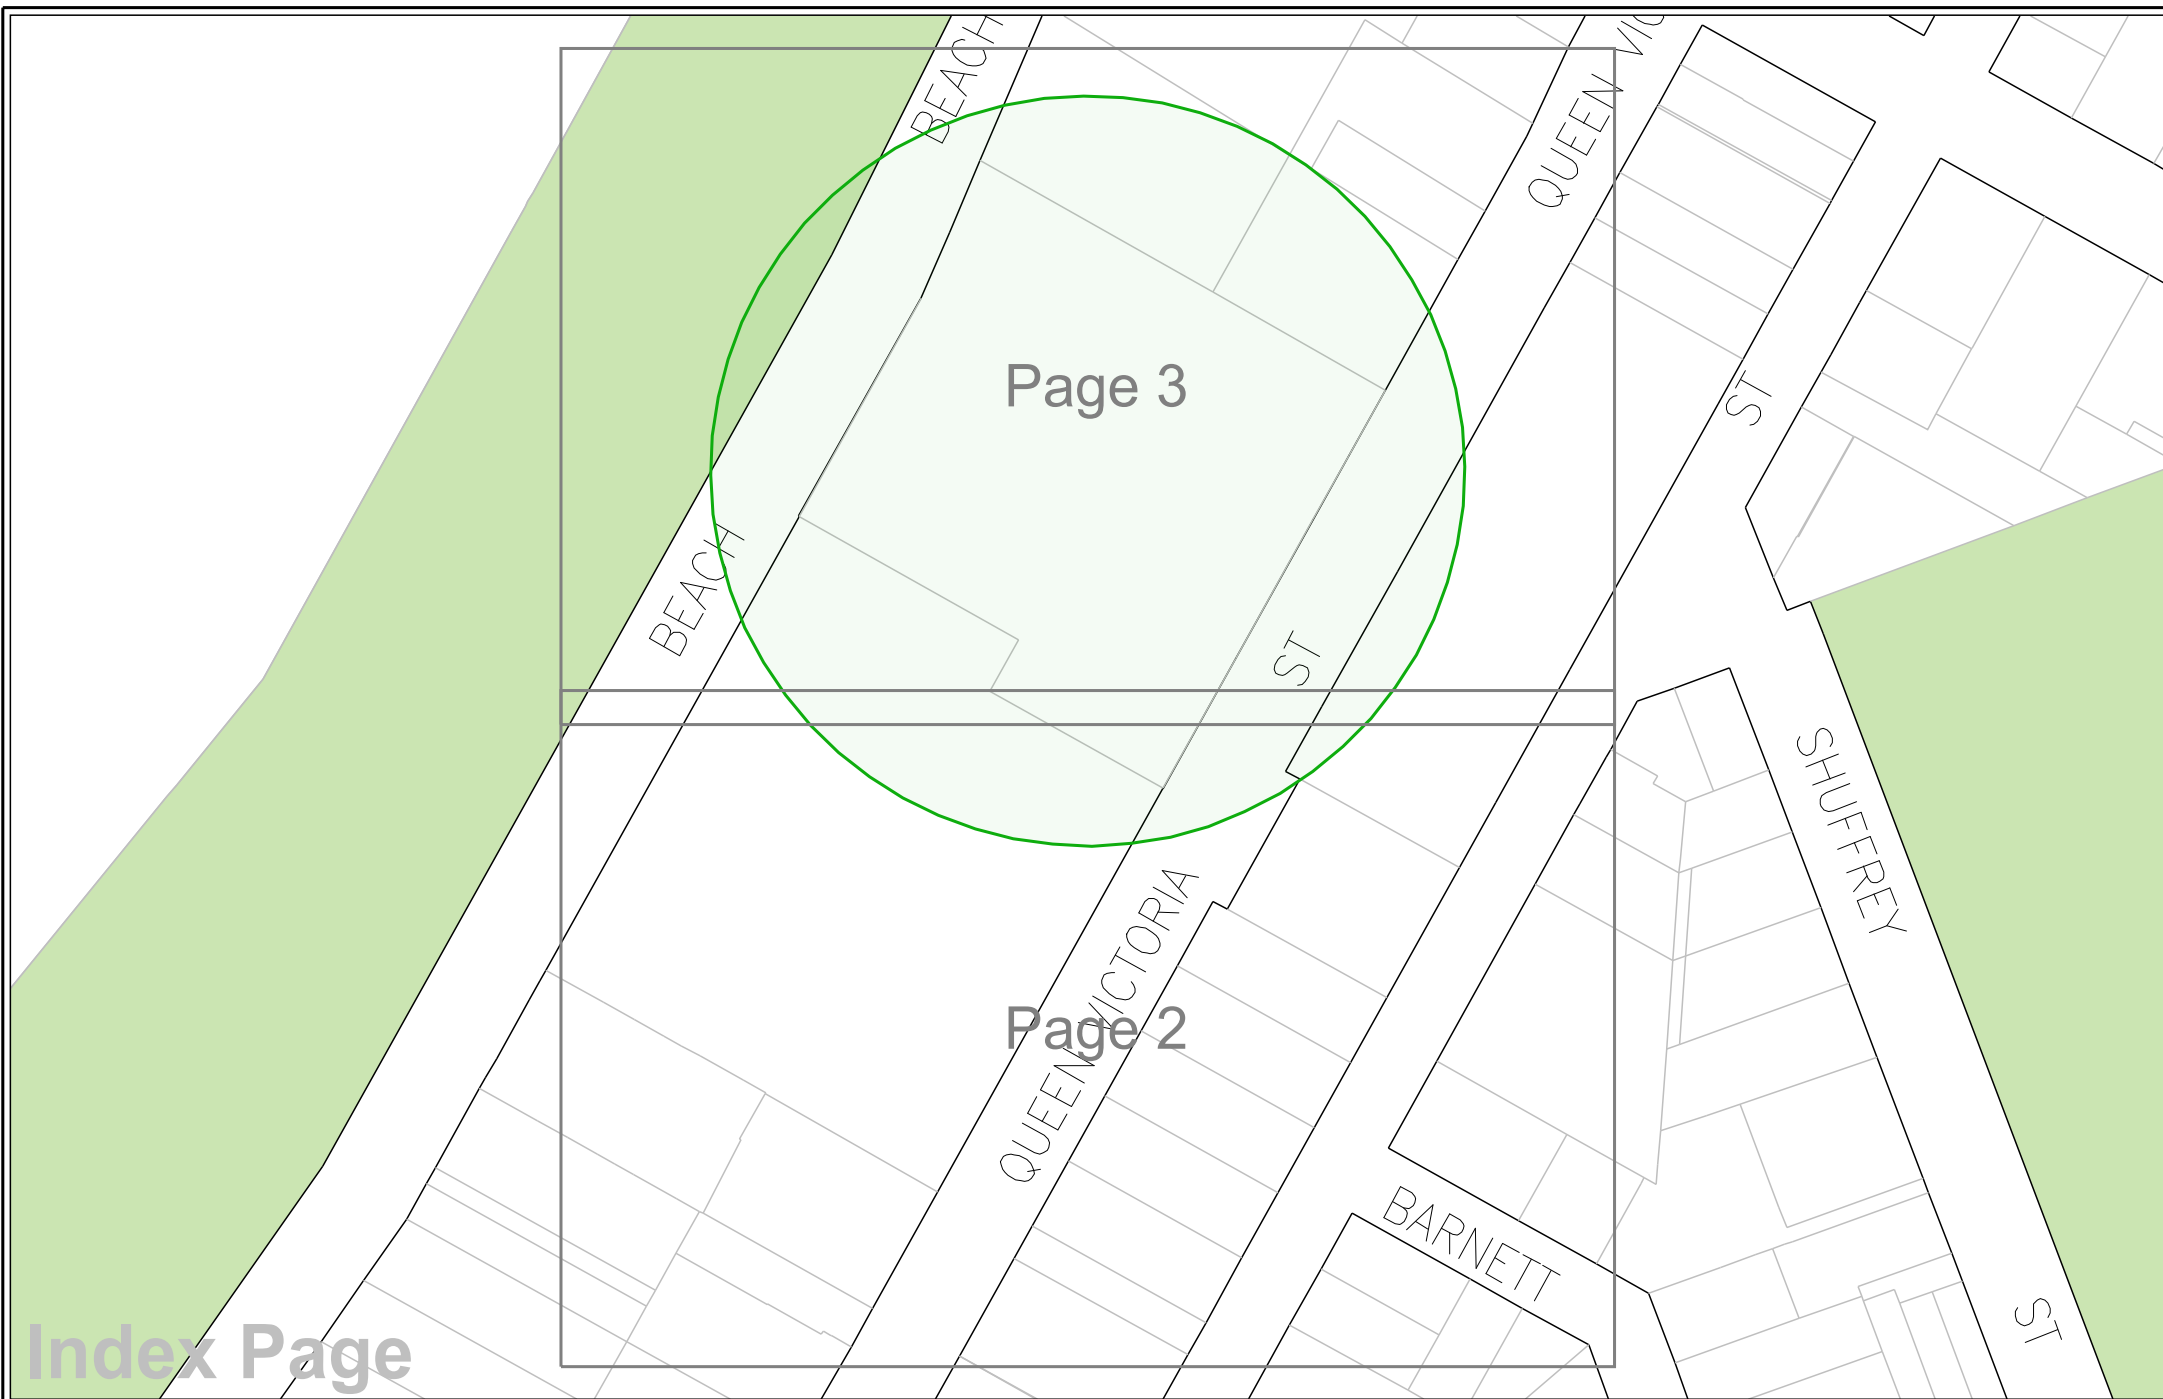 BEACH
QUEEN VIC
Page 3
ST
BEACH
ST
SHUFFREY
QUEEN VICTORIA
Page 2
BARNETT
ST
Index Page